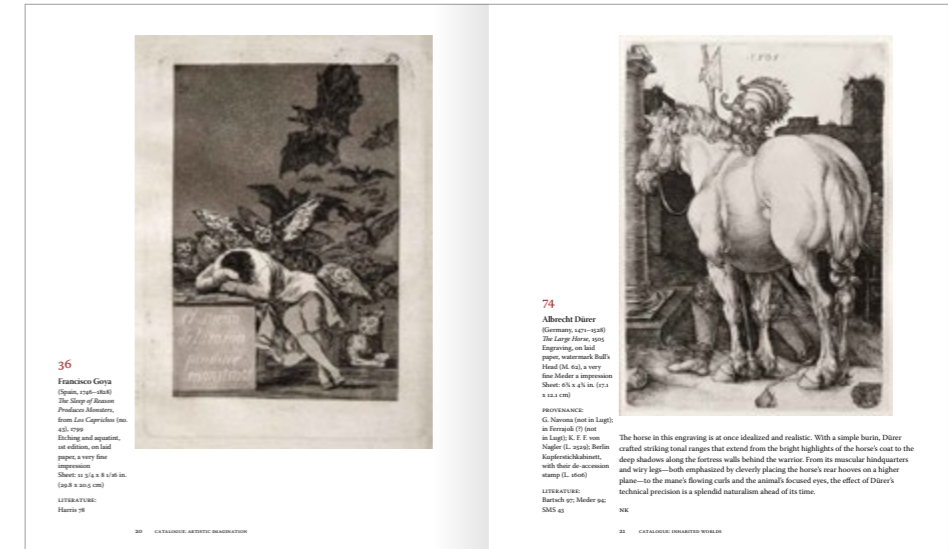 36
Francisco Goya
(Spain, 1746–1828)
The Sleep of Reason
Produces Monsters,
from Los Caprichos (no.
43), 1799
Etching and aquatint,
1st edition, on laid
paper, a very fine
impression
Sheet: 11 3/4 x 8 1/16 in.
(29.8 x 20.5 cm)
LITERATURE:
Harris 78
20 CATALOGUE: ARTISTIC IMAGINATION
74
Albrecht Dürer
(Germany, 1471–1528)
The Large Horse, 1505
Engraving, on laid
paper, watermark Bull's
Head (M. 62), a very
fine Meder a impression
Sheet: 6¾ x 4¾ in. (17.1
x 12.1 cm)
PROVENANCE:
G. Navona (not in Lugt);
in Ferrajoli (?) (not
in Lugt); K. F. F. von
Nagler (L. 2529); Berlin
Kupferstichkabinett,
with their de-accession
stamp (L. 1606)
LITERATURE:
Bartsch 97; Meder 94;
SMS 43
The horse in this engraving is at once idealized and realistic. With a simple burin, Dürer
crafted striking tonal ranges that extend from the bright highlights of the horse's coat to the
deep shadows along the fortress walls behind the warrior. From its muscular hindquarters
and wiry legs—both emphasized by cleverly placing the horse's rear hooves on a higher
plane—to the mane's flowing curls and the animal's focused eyes, the effect of Dürer's
technical precision is a splendid naturalism ahead of its time.
NK
21 CATALOGUE: INHABITED WORLDS